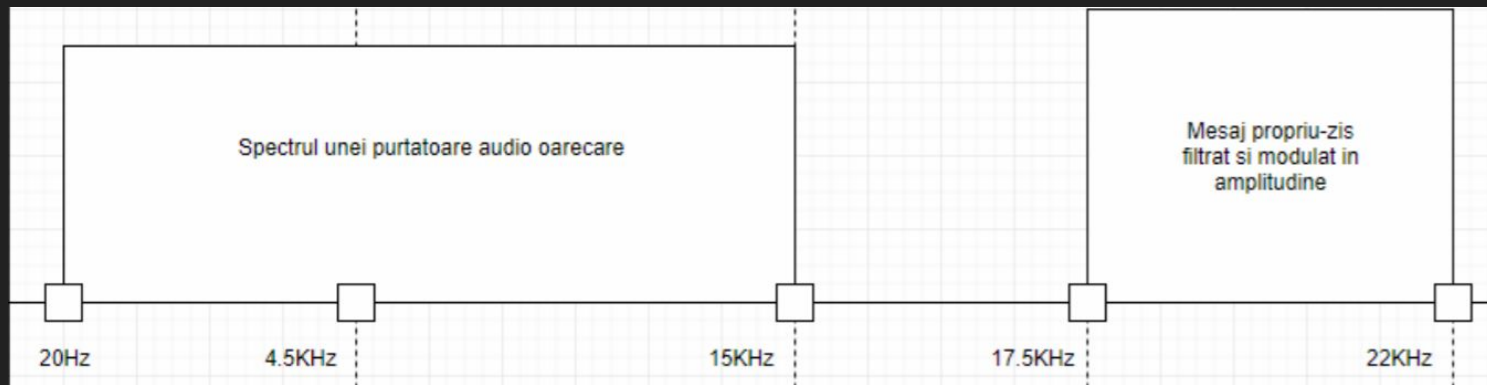 Spectrul unei purtatoare audio oarecare
Mesaj propriu-zis
filtrat si modulat in
amplitudine
20Hz
4.5KHz
15KHz
17.5KHz
22KHz